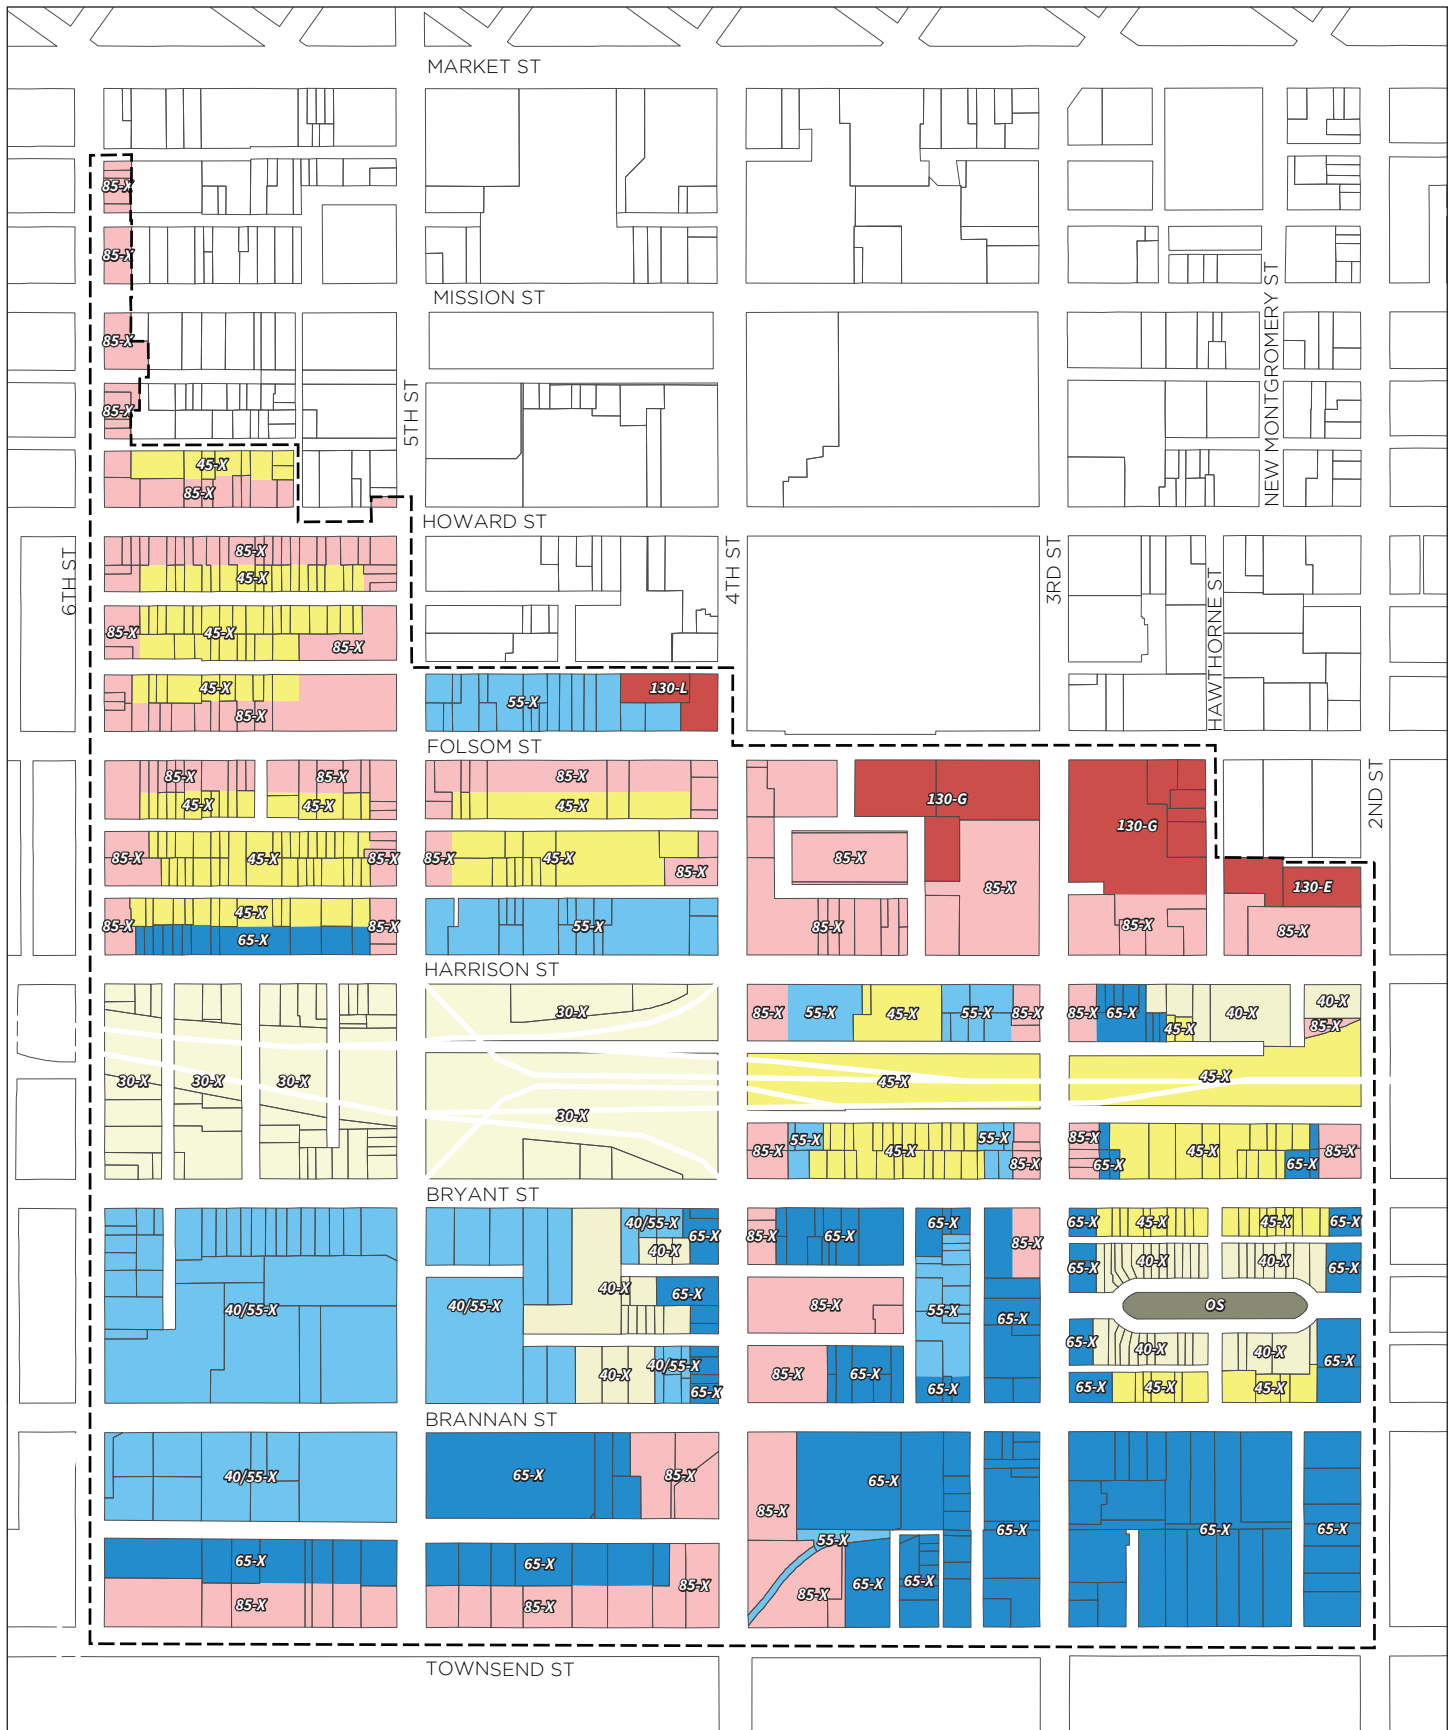 MARKET ST
85-X
85-X
MISSION ST
NEW MONTGROMERY ST
85-X
5TH ST
85-X
45-X
85-X
HOWARD ST
6TH ST
4TH ST
3RD ST
HAWTHORNE ST
85-X
45-X
85-X
45-X
85-X
45-X
85-X
55-X
130-L
FOLSOM ST
2ND ST
85-X
85-X
85-X
45-X
45-X
45-X
130-G
130-G
85-X
45-X
85-X
85-X
45-X
85-X
85-X
85-X
130-E
85-X
45-X
85-X
65-X
55-X
85-X
85-X
85-X
HARRISON ST
30-X
85-X
55-X
45-X
55-X
85-X
85-X
65-X
45-X
40-X
40-X
85-X
30-X
30-X
30-X
30-X
45-X
45-X
85-X
55-X
45-X
55-X
85-X
85-X
65-X
45-X
65-X
85-X
BRYANT ST
40/55-X
65-X
40-X
85-X
65-X
65-X
85-X
65-X
45-X
45-X
65-X
65-X
40-X
40-X
65-X
40/55-X
40/55-X
40-X
65-X
85-X
55-X
65-X
OS
65-X
40-X
40-X
65-X
40-X
40/55-X
65-X
85-X
65-X
65-X
65-X
45-X
45-X
BRANNAN ST
40/55-X
65-X
85-X
85-X
65-X
55-X
65-X
65-X
65-X
65-X
65-X
85-X
85-X
65-X
65-X
85-X
85-X
TOWNSEND ST